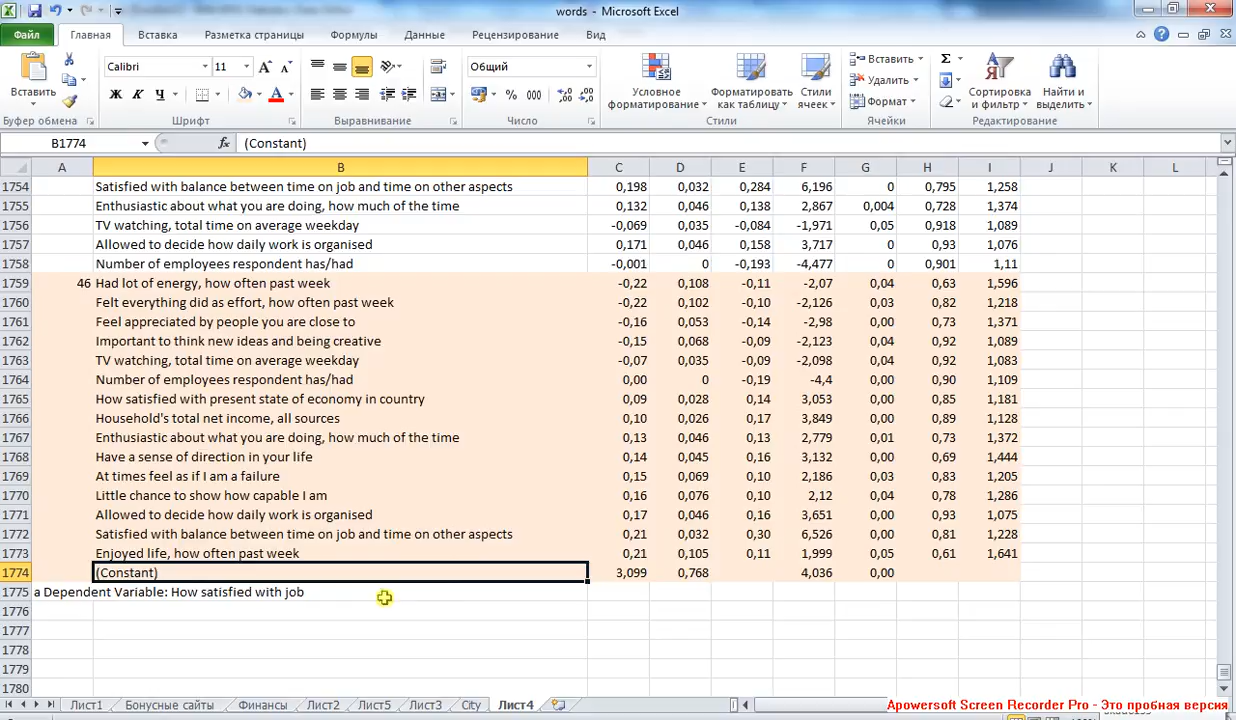 words - Microsoft Excel
Файл Главная Вставка Разметка страницы Формулы Данные Рецензирование Вид
Вставить
Calibri 11
Общий
Ж К Ч
% 000
Условное форматирование
Форматировать как таблицу
Стили ячеек
Вставить
Удалить
Формат
Сортировка и фильтр
Найти и выделить
Буфер обмена Шрифт Выравнивание Число Стили Ячейки Редактирование
B1774 fx (Constant)
A B C D E F G H I J K L
1754 Satisfied with balance between time on job and time on other aspects 0,198 0,032 0,284 6,196 0 0,795 1,258
1755 Enthusiastic about what you are doing, how much of the time 0,132 0,046 0,138 2,867 0,004 0,728 1,374
1756 TV watching, total time on average weekday -0,069 0,035 -0,084 -1,971 0,05 0,918 1,089
1757 Allowed to decide how daily work is organised 0,171 0,046 0,158 3,717 0 0,93 1,076
1758 Number of employees respondent has/had -0,001 0 -0,193 -4,477 0 0,901 1,11
1759 46 Had lot of energy, how often past week -0,22 0,108 -0,11 -2,07 0,04 0,63 1,596
1760 Felt everything did as effort, how often past week -0,22 0,102 -0,10 -2,126 0,03 0,82 1,218
1761 Feel appreciated by people you are close to -0,16 0,053 -0,14 -2,98 0,00 0,73 1,371
1762 Important to think new ideas and being creative -0,15 0,068 -0,09 -2,123 0,04 0,92 1,089
1763 TV watching, total time on average weekday -0,07 0,035 -0,09 -2,098 0,04 0,92 1,083
1764 Number of employees respondent has/had 0,00 0 -0,19 -4,4 0,00 0,90 1,109
1765 How satisfied with present state of economy in country 0,09 0,028 0,14 3,053 0,00 0,85 1,181
1766 Household's total net income, all sources 0,10 0,026 0,17 3,849 0,00 0,89 1,128
1767 Enthusiastic about what you are doing, how much of the time 0,13 0,046 0,13 2,779 0,01 0,73 1,372
1768 Have a sense of direction in your life 0,14 0,045 0,16 3,132 0,00 0,69 1,444
1769 At times feel as if I am a failure 0,15 0,069 0,10 2,186 0,03 0,83 1,205
1770 Little chance to show how capable I am 0,16 0,076 0,10 2,12 0,04 0,78 1,286
1771 Allowed to decide how daily work is organised 0,17 0,046 0,16 3,651 0,00 0,93 1,075
1772 Satisfied with balance between time on job and time on other aspects 0,21 0,032 0,30 6,526 0,00 0,81 1,228
1773 Enjoyed life, how often past week 0,21 0,105 0,11 1,999 0,05 0,61 1,641
1774 (Constant) 3,099 0,768 4,036 0,00
1775 a Dependent Variable: How satisfied with job
1776
1777
1778
1779
1780
Лист1 Бонусные сайты Финансы Лист2 Лист5 Лист3 City Лист4
Apowersoft Screen Recorder Pro - Это пробная версия